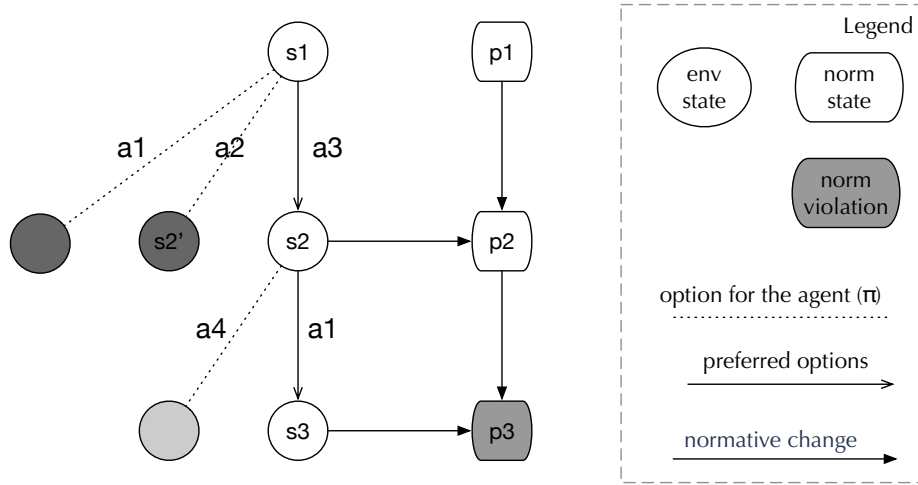 s1
p1
a1
a2
a3
s2'
s2
p2
a4
a1
s3
p3
Legend
env
state
norm
state
norm
violation
option for the agent (π)
preferred options
normative change